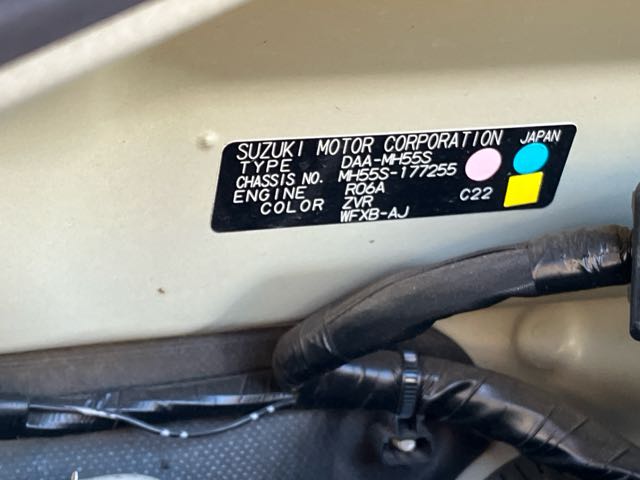 SUZUKI MOTOR CORPORATION JAPAN
TYPE DAA-MH55S
CHASSIS NO. MH55S-177255
ENGINE R06A C22
COLOR ZVR
WFXB-AJ